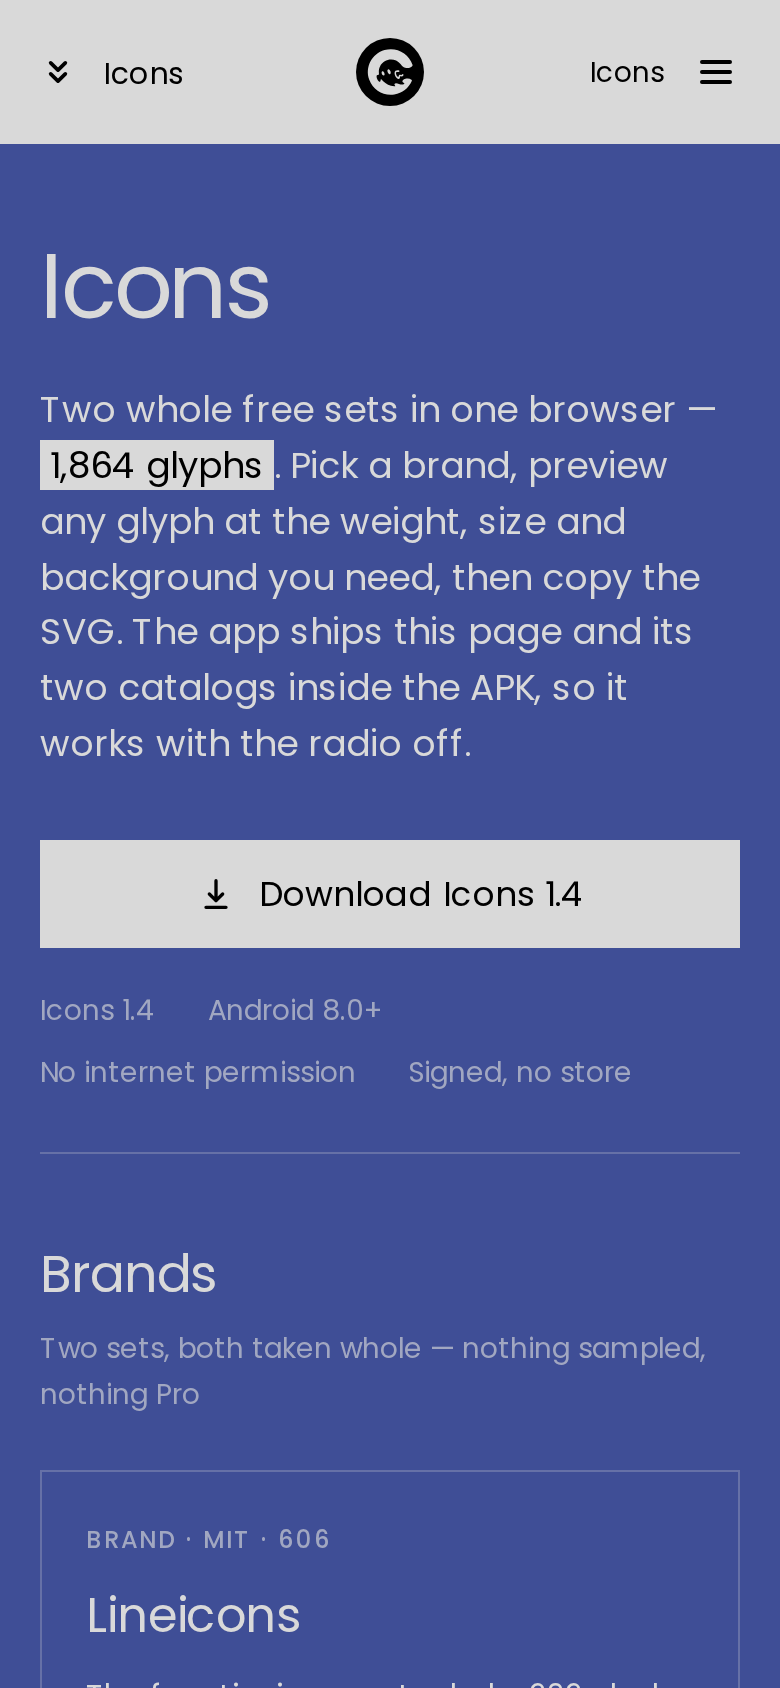 Icons
Icons
Icons
Two whole free sets in one browser —
1,864 glyphs. Pick a brand, preview
any glyph at the weight, size and
background you need, then copy the
SVG. The app ships this page and its
two catalogs inside the APK, so it
works with the radio off.
Download Icons 1.4
Icons 1.4 Android 8.0+
No internet permission Signed, no store
Brands
Two sets, both taken whole — nothing sampled,
nothing Pro
BRAND · MIT · 606
Lineicons